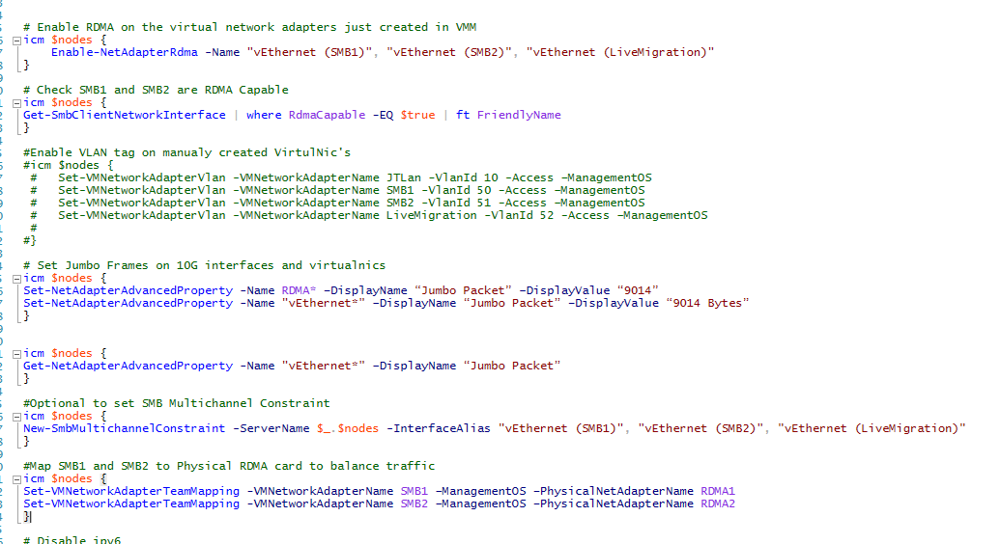 # Enable RDMA on the virtual network adapters just created in VMM
icm $nodes {
    Enable-NetAdapterRdma -Name "vEthernet (SMB1)", "vEthernet (SMB2)", "vEthernet (LiveMigration)"
}

# Check SMB1 and SMB2 are RDMA Capable
icm $nodes {
Get-SmbClientNetworkInterface | where RdmaCapable -EQ $true | ft FriendlyName
}

#Enable VLAN tag on manualy created VirtulNic's
#icm $nodes {
 #   Set-VMNetworkAdapterVlan -VMNetworkAdapterName JTLan -VlanId 10 -Access -ManagementOS
 #   Set-VMNetworkAdapterVlan -VMNetworkAdapterName SMB1 -VlanId 50 -Access -ManagementOS
 #   Set-VMNetworkAdapterVlan -VMNetworkAdapterName SMB2 -VlanId 51 -Access -ManagementOS
 #   Set-VMNetworkAdapterVlan -VMNetworkAdapterName LiveMigration -VlanId 52 -Access -ManagementOS
 #
#}

# Set Jumbo Frames on 10G interfaces and virtualnics
icm $nodes {
Set-NetAdapterAdvancedProperty -Name RDMA* -DisplayName “Jumbo Packet” -DisplayValue “9014”
Set-NetAdapterAdvancedProperty -Name "vEthernet*" -DisplayName “Jumbo Packet” -DisplayValue “9014 Bytes”
}

icm $nodes {
Get-NetAdapterAdvancedProperty -Name "vEthernet*" -DisplayName “Jumbo Packet”
}

#Optional to set SMB Multichannel Constraint
icm $nodes {
New-SmbMultichannelConstraint -ServerName $_.$nodes -InterfaceAlias "vEthernet (SMB1)", "vEthernet (SMB2)", "vEthernet (LiveMigration)"
}

#Map SMB1 and SMB2 to Physical RDMA card to balance traffic
icm $nodes {
Set-VMNetworkAdapterTeamMapping -VMNetworkAdapterName SMB1 -ManagementOS -PhysicalNetAdapterName RDMA1
Set-VMNetworkAdapterTeamMapping -VMNetworkAdapterName SMB2 -ManagementOS -PhysicalNetAdapterName RDMA2
}

# Disable ipv6